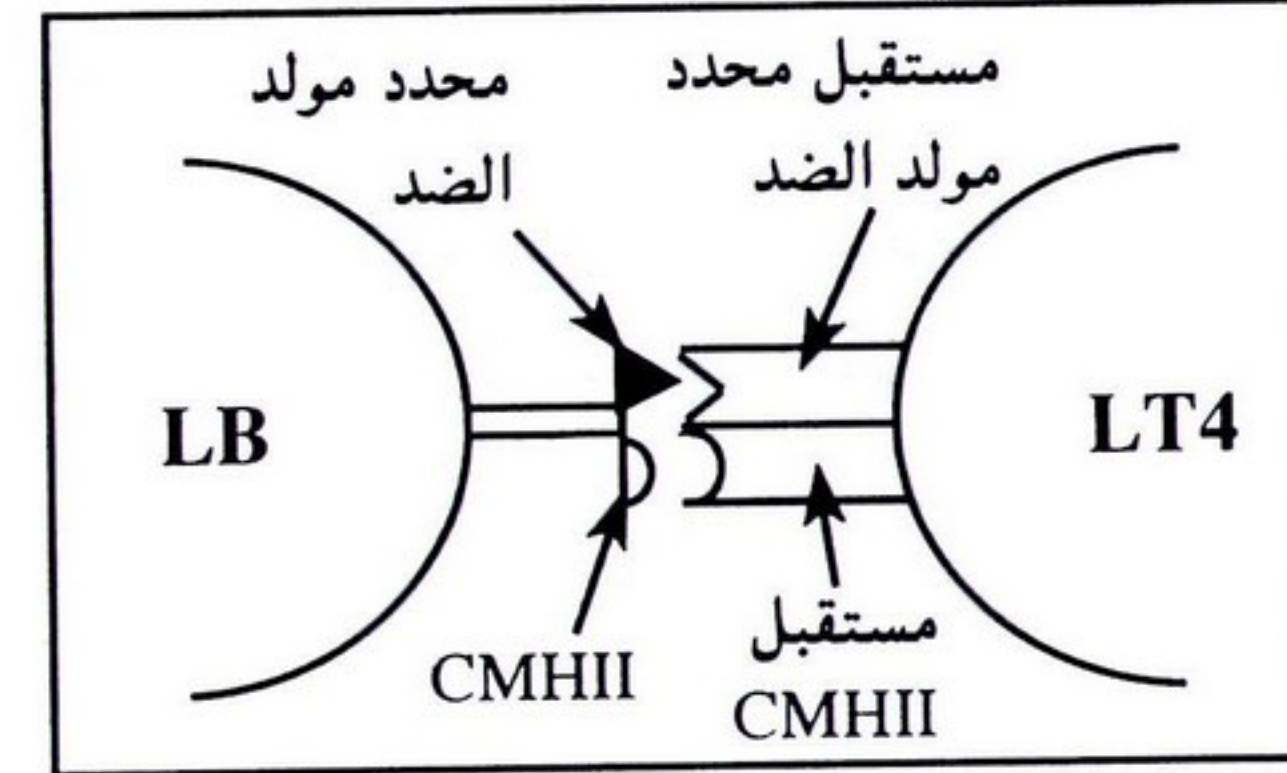 مستقبل محدد
مولد الضد
محدد مولد
الضد
LB
LT4
CMHII
مستقبل
CMHII